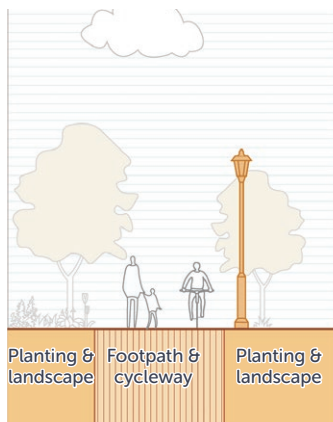 Planting &
landscape
Footpath &
cycleway
Planting &
landscape